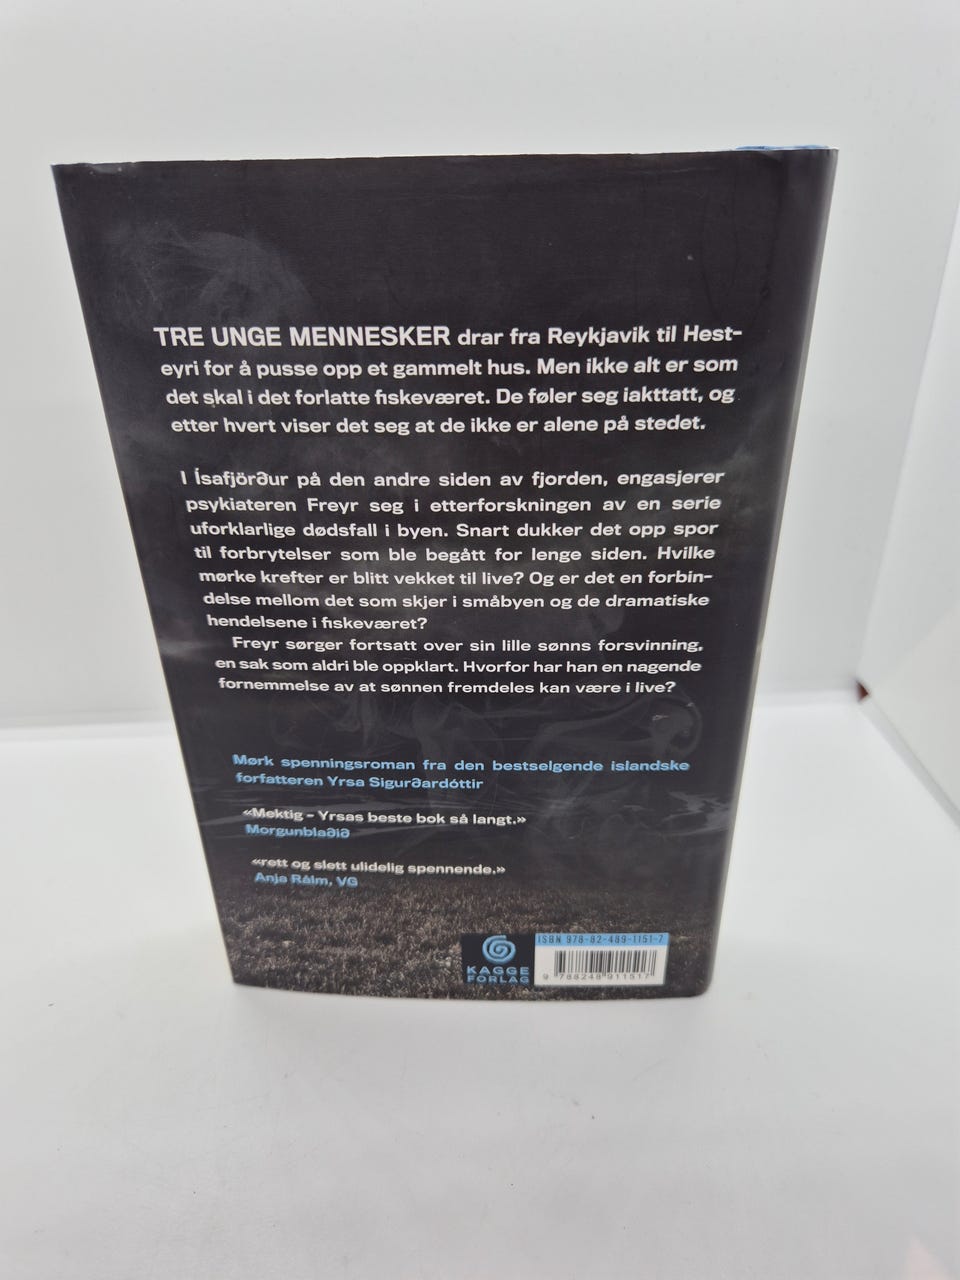 TRE UNGE MENNESKER drar fra Reykjavik til Hest-
eyri for å pusse opp et gammelt hus. Men ikke alt er som
det skal i det forlatte fiskeværet. De føler seg iakttatt, og
etter hvert viser det seg at de ikke er alene på stedet.
I Ísafjörður på den andre siden av fjorden, engasjerer
psykiateren Freyr seg i etterforskningen av en serie
uforklarlige dødsfall i byen. Snart dukker det opp spor
til forbrytelser som ble begått for lenge siden. Hvilke
mørke krefter er blitt vekket til live? Og er det en forbin-
delse mellom det som skjer i småbyen og de dramatiske
hendelsene i fiskeværet?
Freyr sørger fortsatt over sin lille sønns forsvinning,
en sak som aldri ble oppklart. Hvorfor har han en nagende
fornemmelse av at sønnen fremdeles kan være i live?
Mørk spenningsroman fra den bestselgende islandske
forfatteren Yrsa Sigurðardóttir
«Mektig – Yrsas beste bok så langt.»
Morgunblaðið
«rett og slett ulidelig spennende.»
Anja Rålm, VG
KAGGE
FORLAG
ISBN 978-82-489-1151-7
9 788248 911517